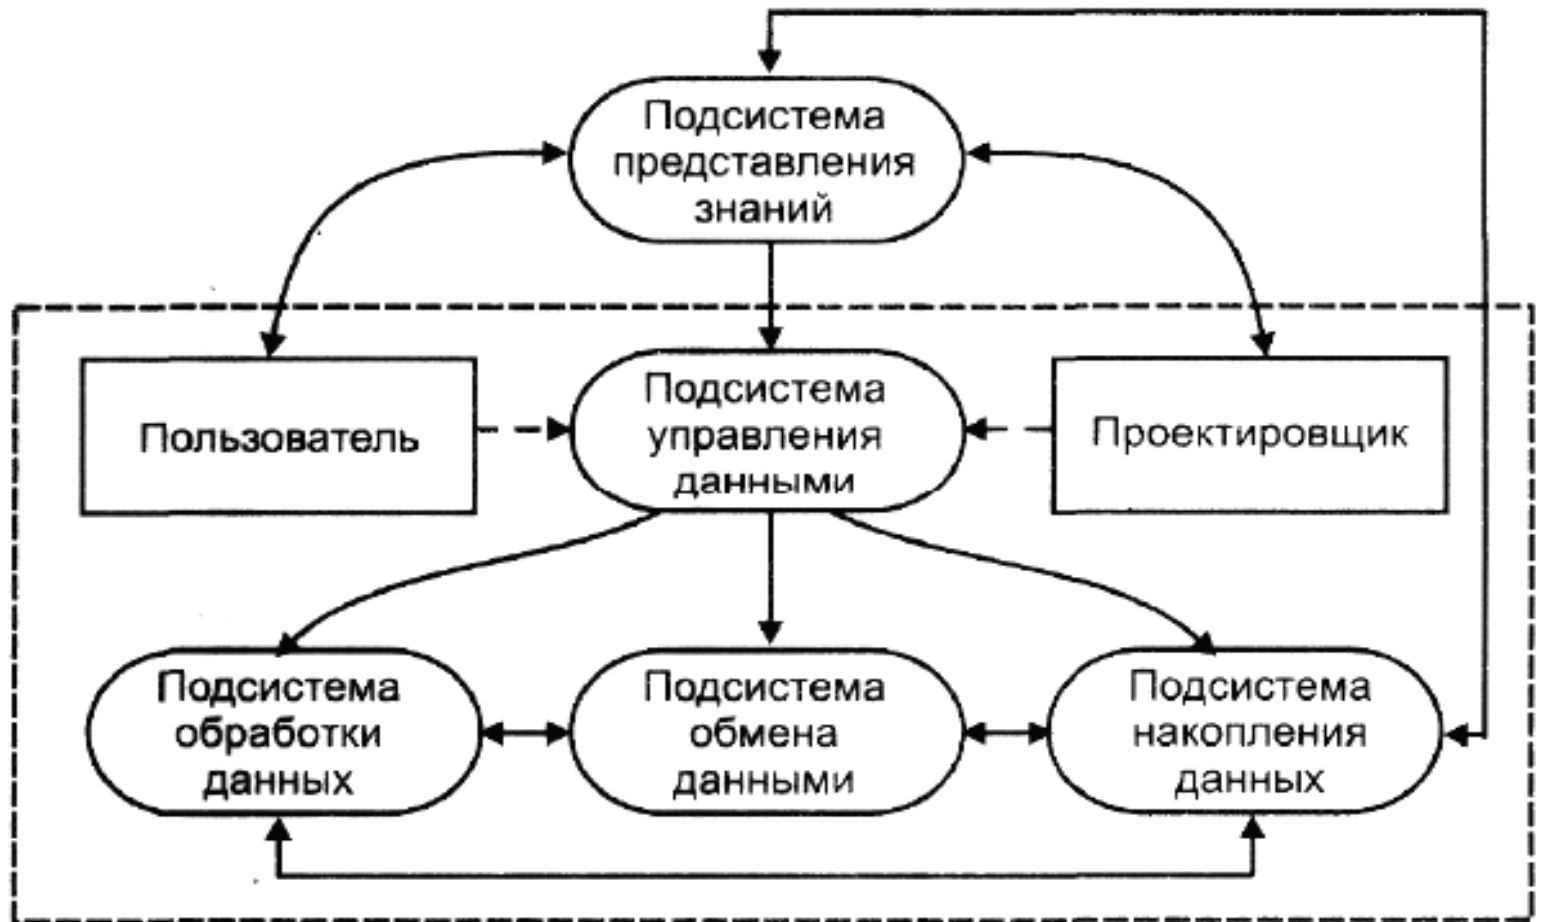 Подсистема
представления
знаний
Пользователь
Подсистема
управления
данными
Проектировщик
Подсистема
обработки
данных
Подсистема
обмена
данными
Подсистема
накопления
данных